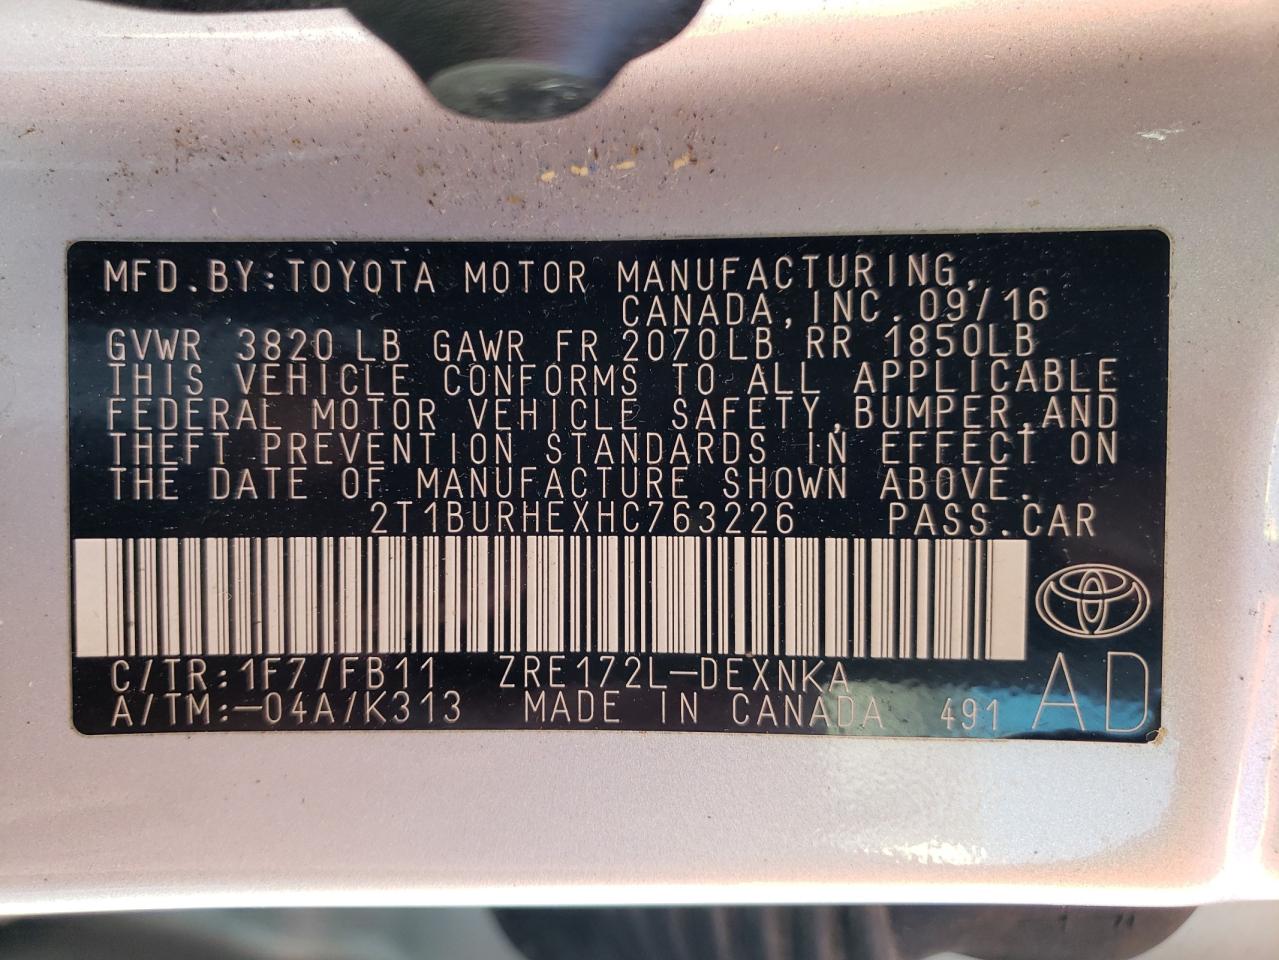 MFD.BY:TOYOTA MOTOR MANUFACTURING,
CANADA,INC.09/16
GVWR 3820LB GAWR FR 2070LB RR 1850LB
THIS VEHICLE CONFORMS TO ALL APPLICABLE
FEDERAL MOTOR VEHICLE SAFETY,BUMPER,AND
THEFT PREVENTION STANDARDS IN EFFECT ON
THE DATE OF MANUFACTURE SHOWN ABOVE.
2T1BURHEXHC763226 PASS.CAR
C/TR:1F7/FB11 ZRE172L-DEXNKA
A/TM:-04A/K313 MADE IN CANADA 491 AD